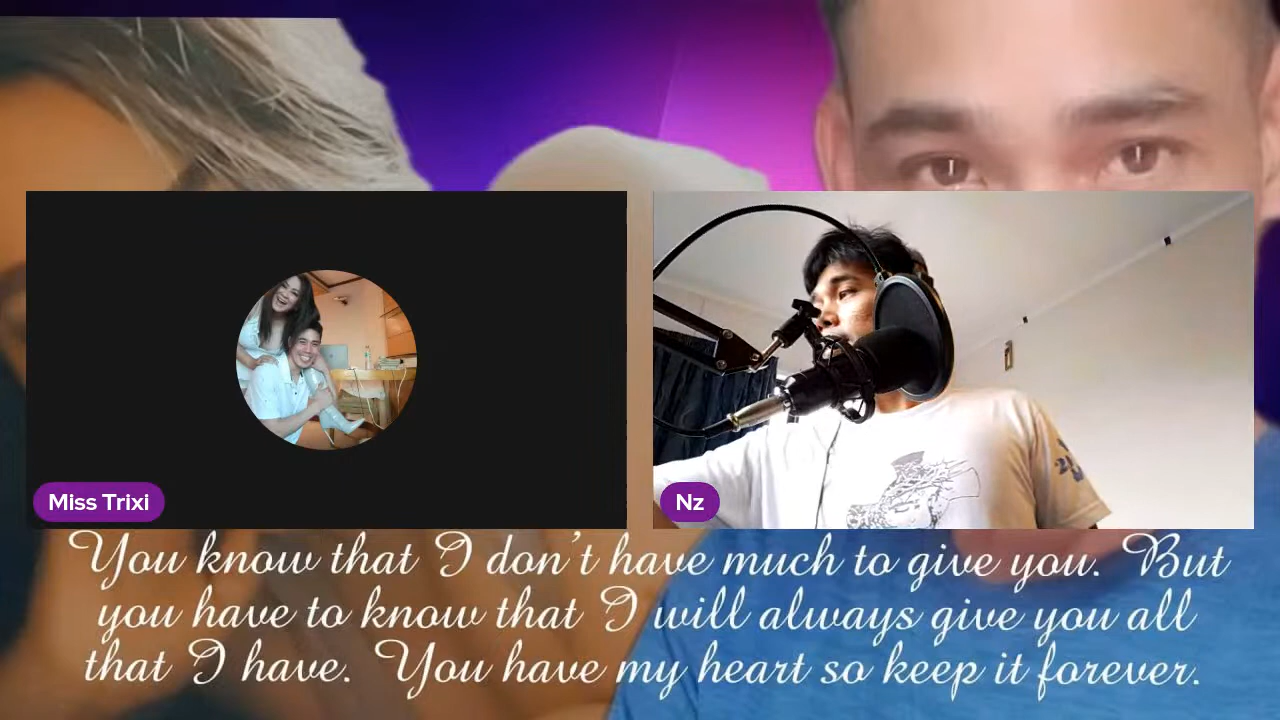 Miss Trixi
Nz
You know that I don't have much to give you. But
you have to know that I will always give you all
that I have. You have my heart so keep it forever.